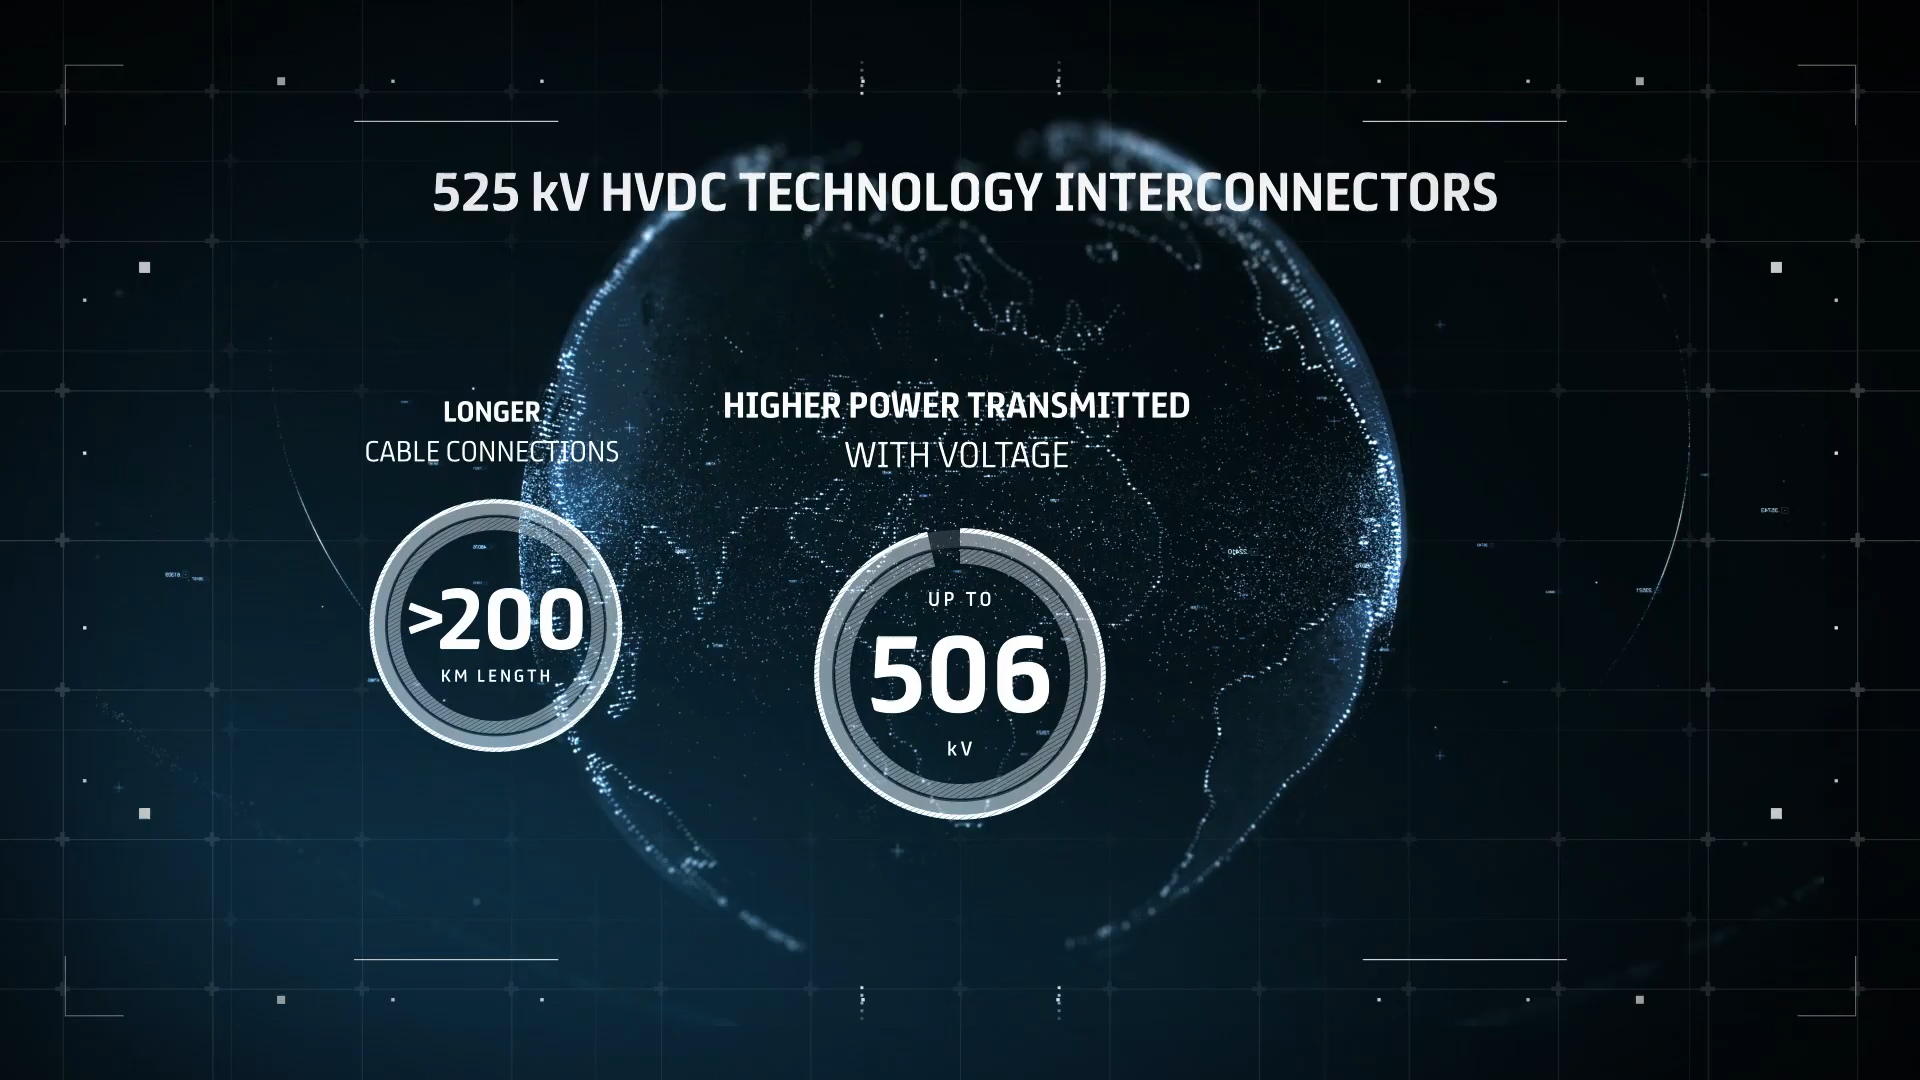 525 kV HVDC TECHNOLOGY INTERCONNECTORS
LONGER
CABLE CONNECTIONS
>200
KM LENGTH
HIGHER POWER TRANSMITTED
WITH VOLTAGE
UP TO
506
kV